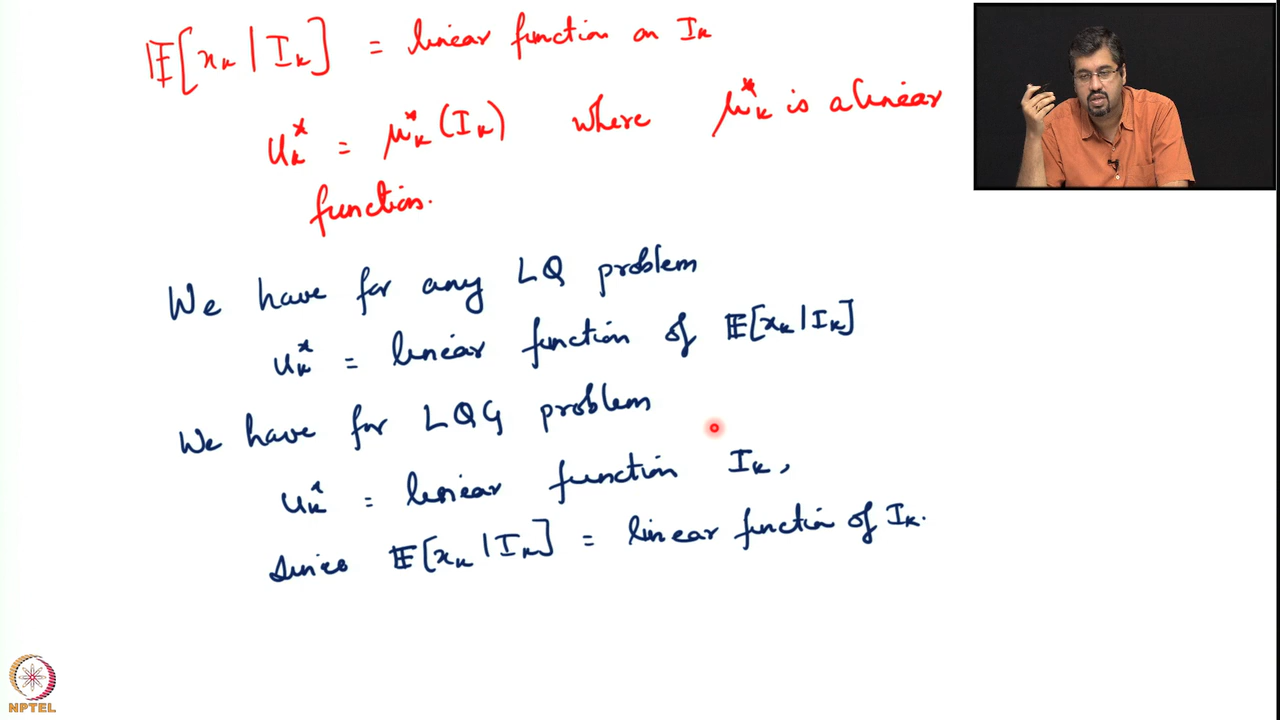 𝔼[x_k | I_k] = linear function on I_k
u_k^* = μ_k^*(I_k) where μ_k^* is a linear
function.
We have for any LQ problem
u_k^* = linear function of 𝔼[x_k | I_k]
We have for LQG problem
u_k^* = linear function I_k,
since 𝔼[x_k | I_k] = linear function of I_k.
NPTEL